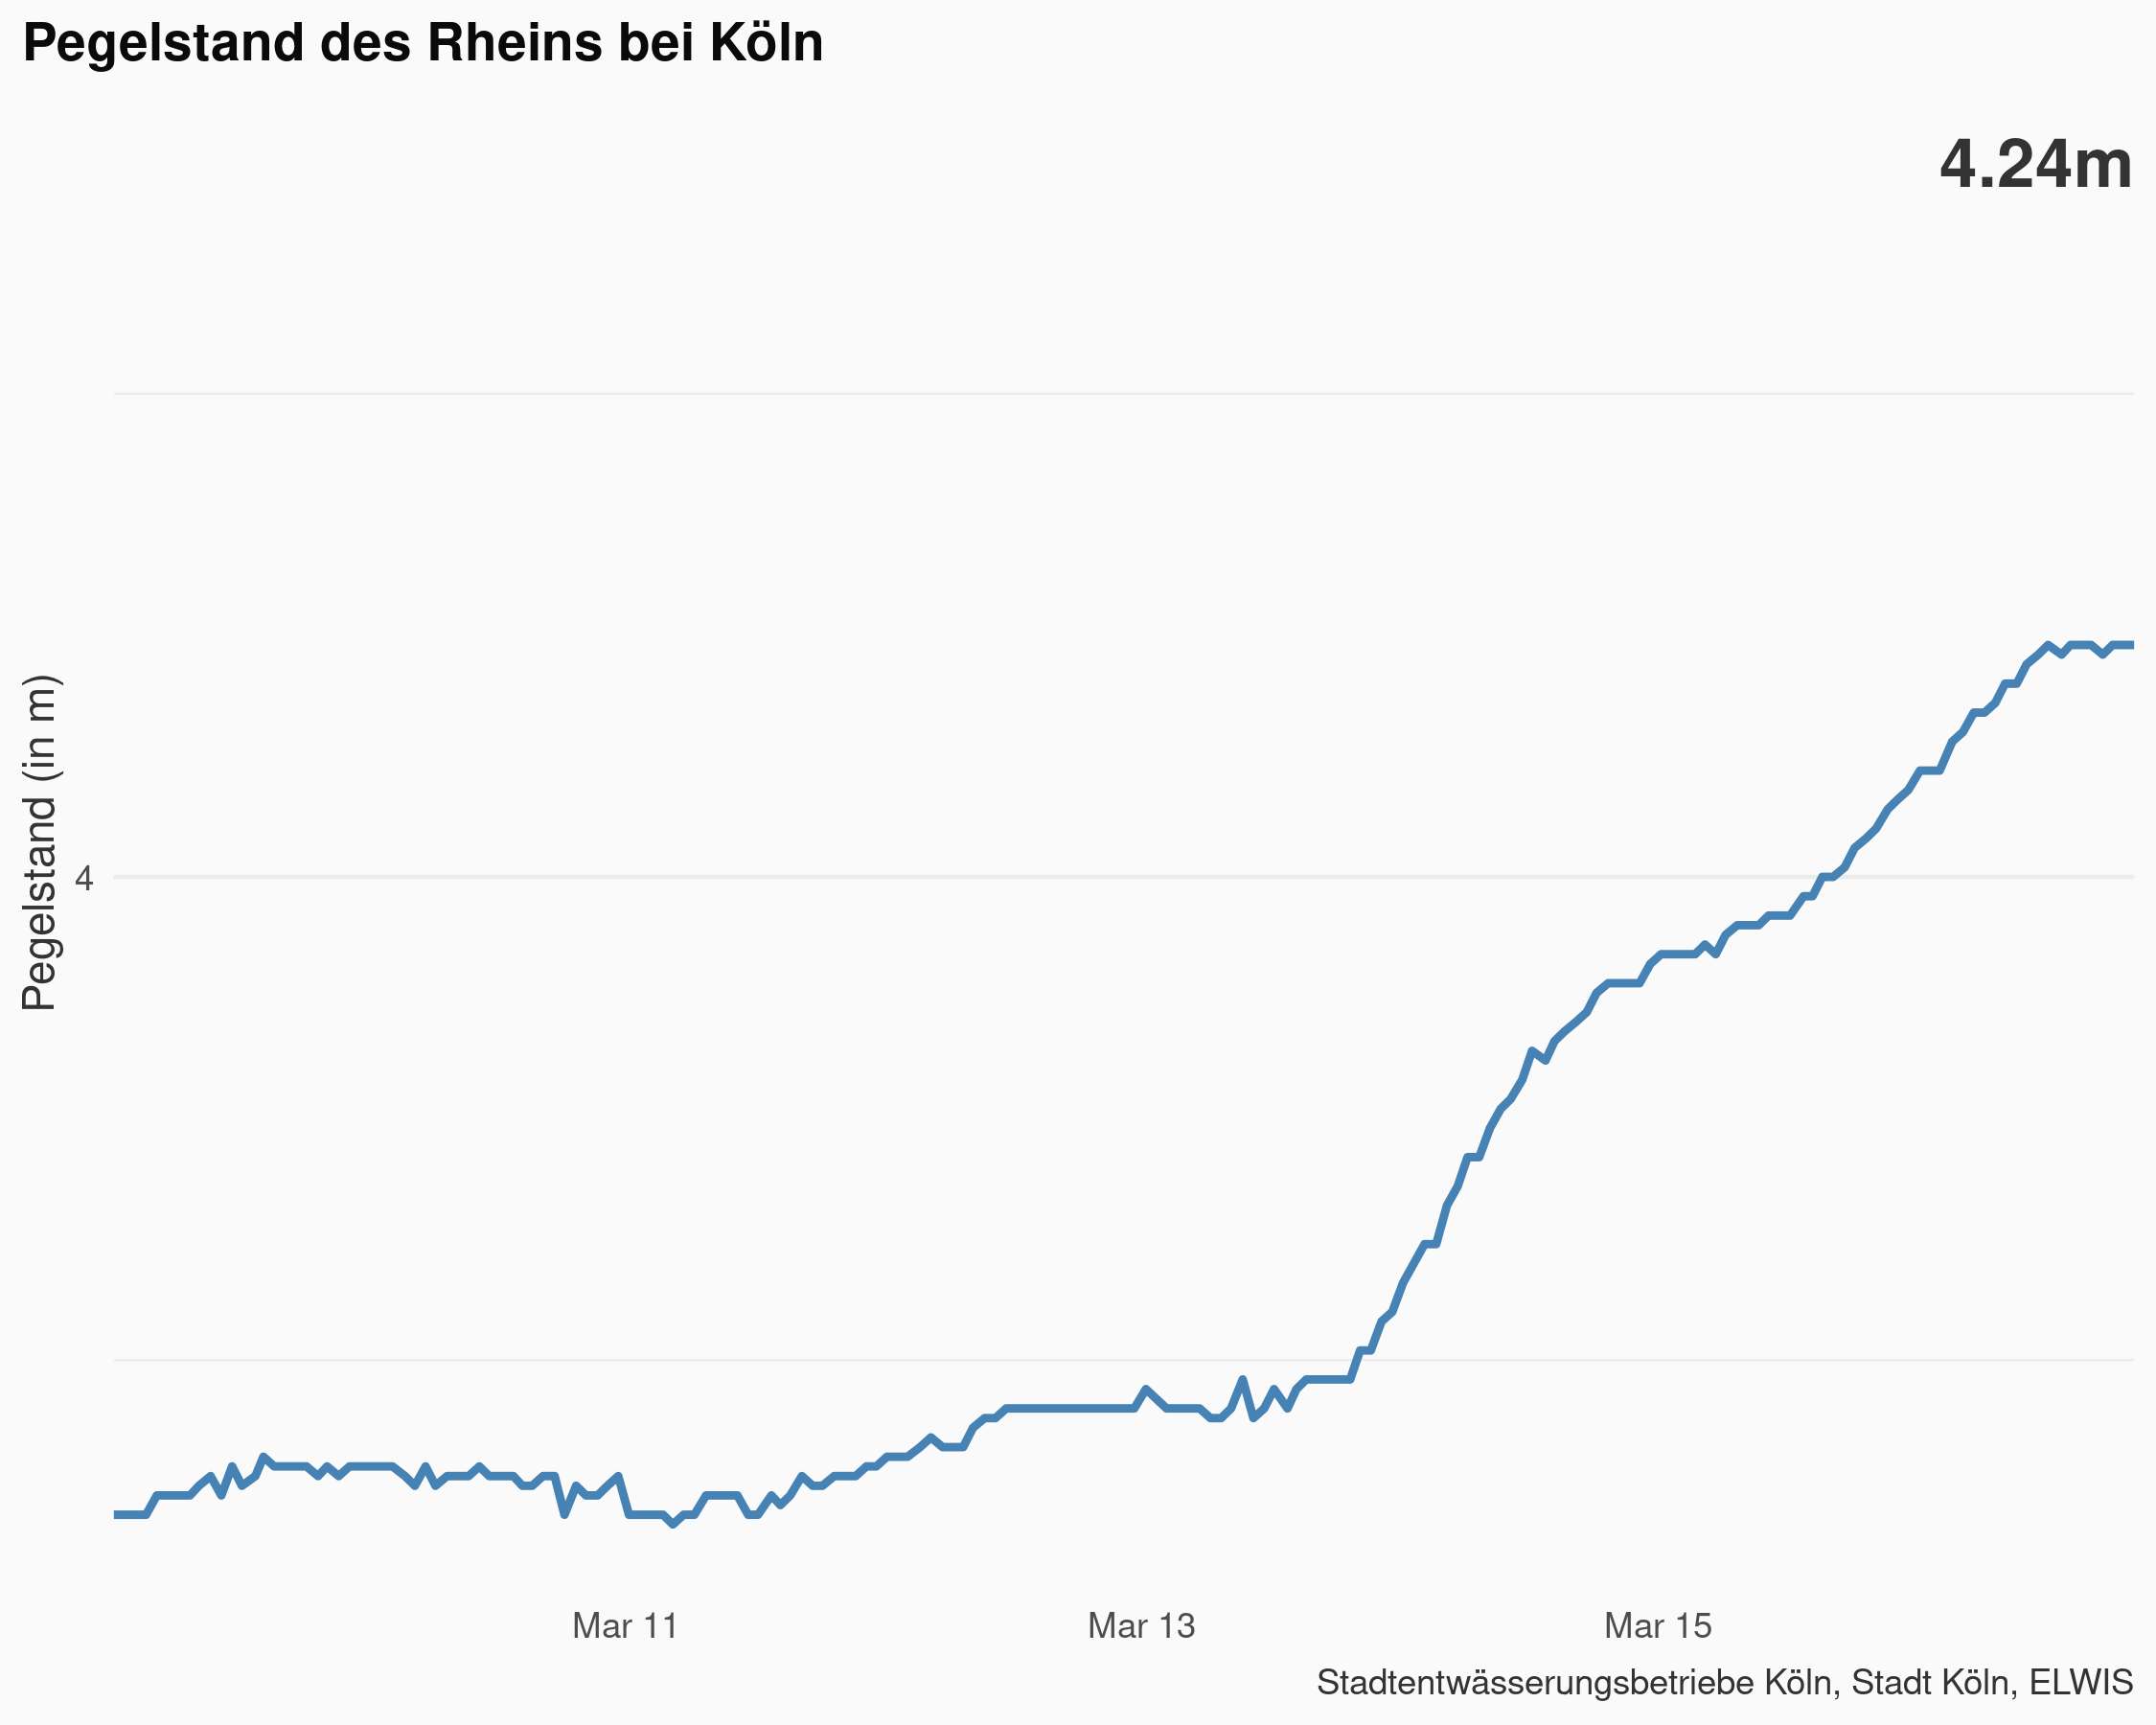 Pegelstand des Rheins bei Köln
4.24m
Pegelstand (in m)
4
Mar 11
Mar 13
Mar 15
Stadtentwässerungsbetriebe Köln, Stadt Köln, ELWIS